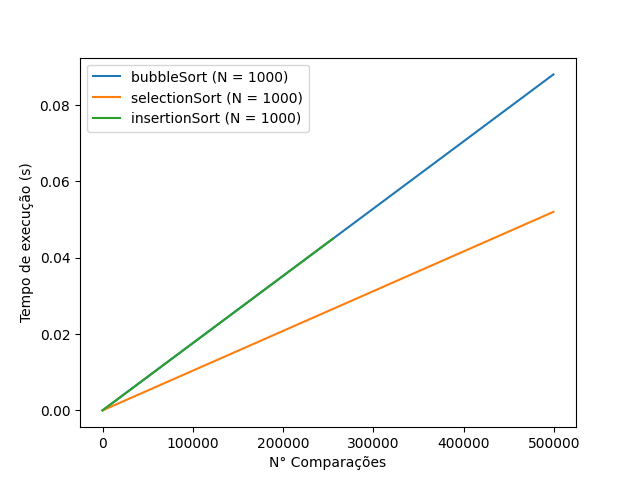 bubbleSort (N = 1000)
selectionSort (N = 1000)
insertionSort (N = 1000)
0.08
0.06
0.04
0.02
0.00
Tempo de execução (s)
0 100000 200000 300000 400000 500000
N° Comparações